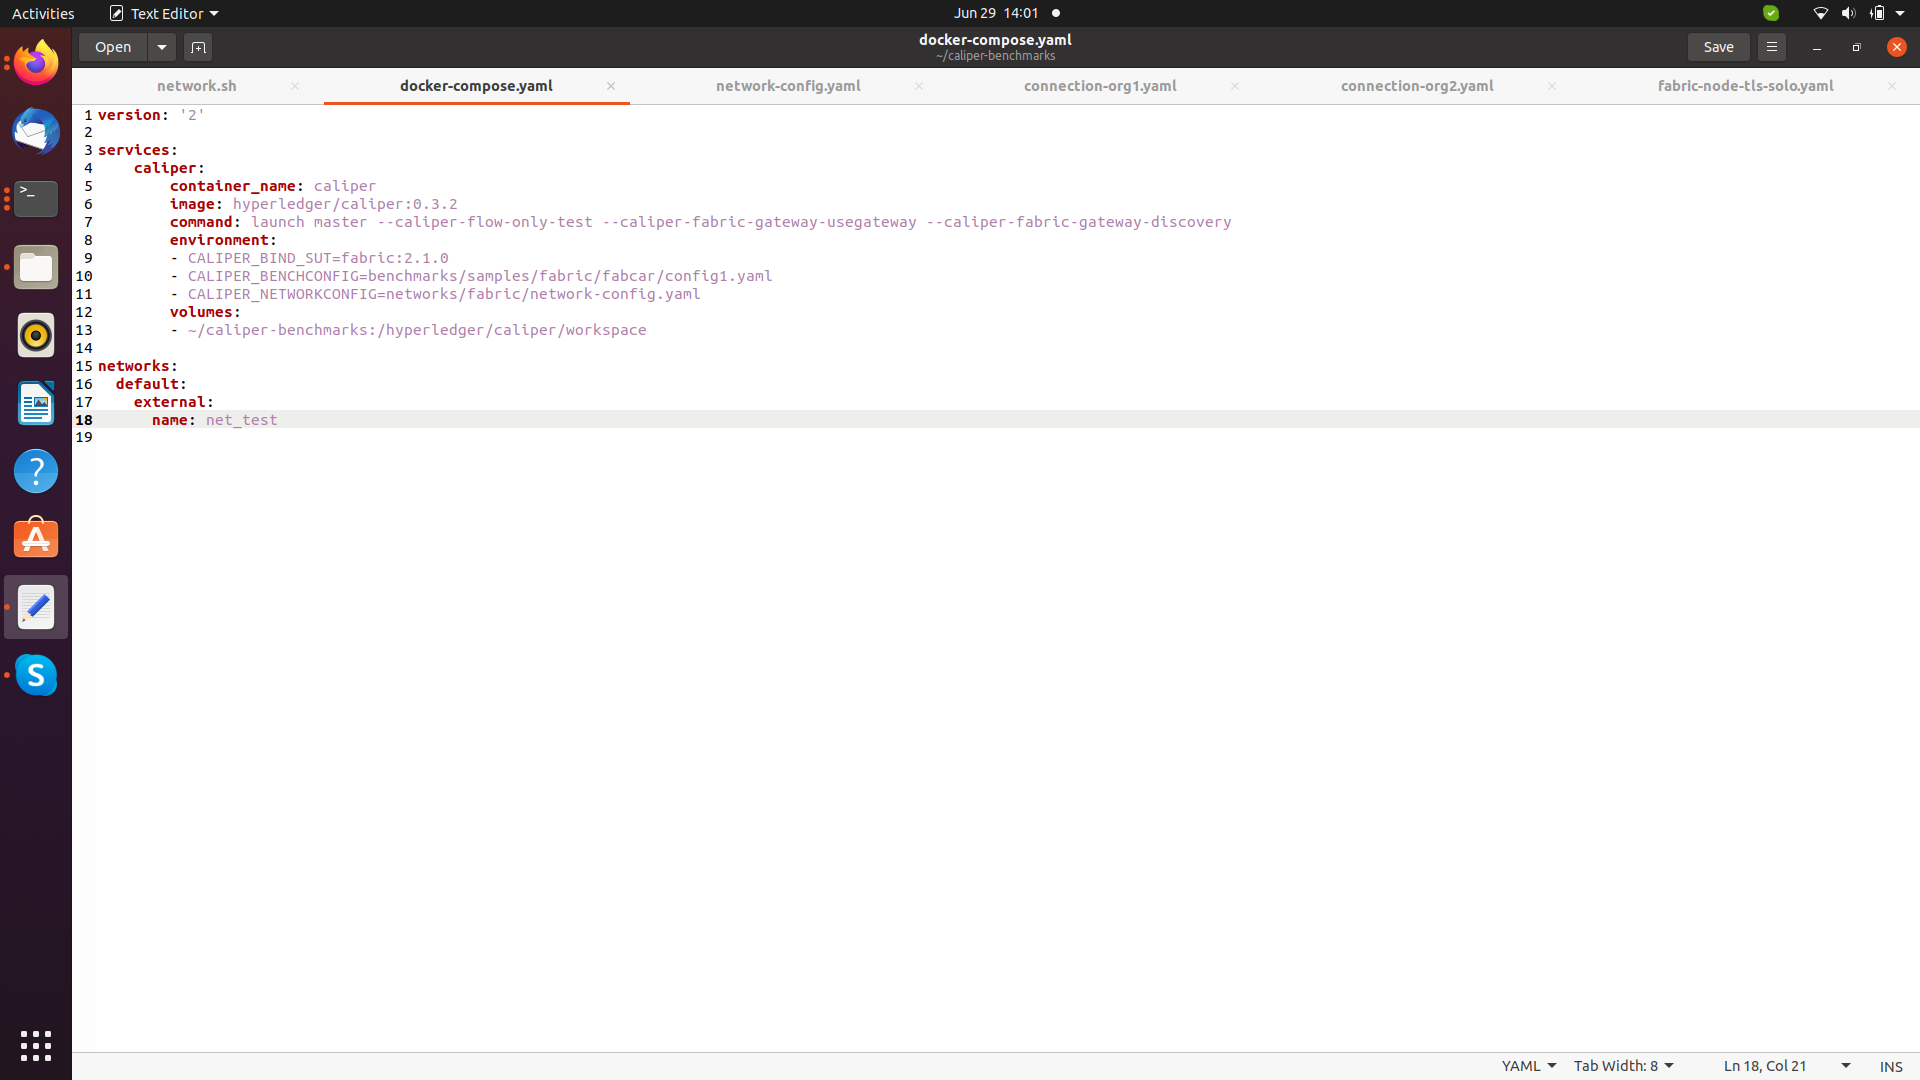 Activities Text Editor Jun 29 14:01
Open docker-compose.yaml Save
~/caliper-benchmarks
network.sh docker-compose.yaml network-config.yaml connection-org1.yaml connection-org2.yaml fabric-node-tls-solo.yaml
1 version: '2'
2
3 services:
4 caliper:
5 container_name: caliper
6 image: hyperledger/caliper:0.3.2
7 command: launch master --caliper-flow-only-test --caliper-fabric-gateway-usegateway --caliper-fabric-gateway-discovery
8 environment:
9 - CALIPER_BIND_SUT=fabric:2.1.0
10 - CALIPER_BENCHCONFIG=benchmarks/samples/fabric/fabcar/config1.yaml
11 - CALIPER_NETWORKCONFIG=networks/fabric/network-config.yaml
12 volumes:
13 - ~/caliper-benchmarks:/hyperledger/caliper/workspace
14
15 networks:
16 default:
17 external:
18 name: net_test
19
YAML Tab Width: 8 Ln 18, Col 21 INS